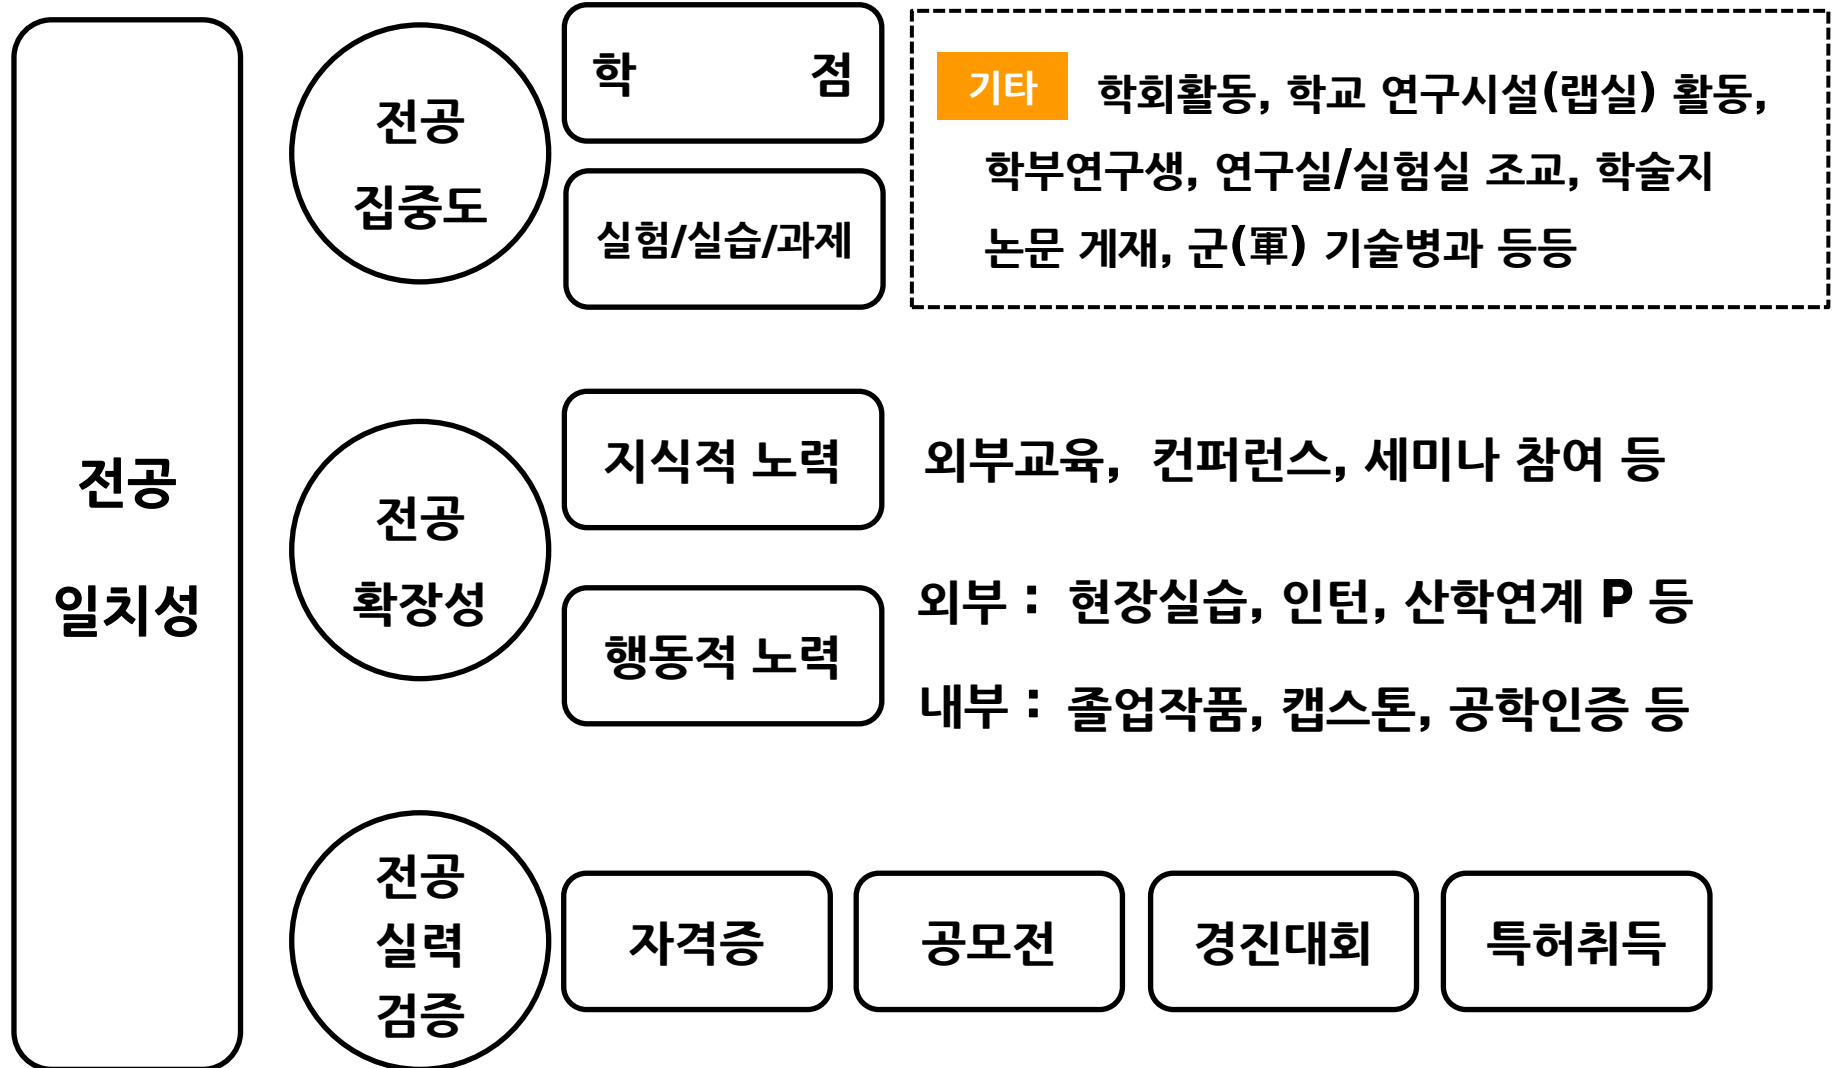 전공
일치성
전공
집중도
학 점
실험/실습/과제
기타 학회활동, 학교 연구시설(랩실) 활동,
학부연구생, 연구실/실험실 조교, 학술지
논문 게재, 군(軍) 기술병과 등등
전공
확장성
지식적 노력
외부교육, 컨퍼런스, 세미나 참여 등
행동적 노력
외부 : 현장실습, 인턴, 산학연계 P 등
내부 : 졸업작품, 캡스톤, 공학인증 등
전공
실력
검증
자격증
공모전
경진대회
특허취득